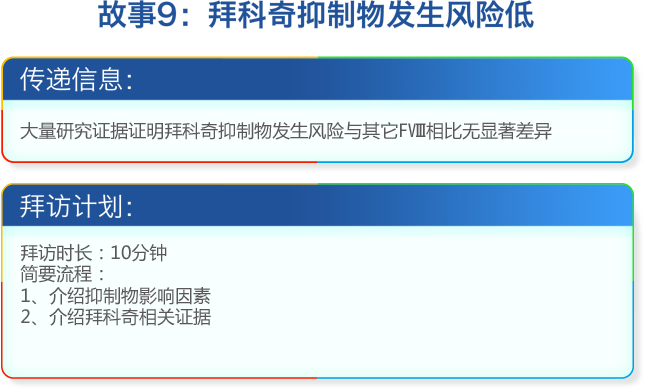 故事9：拜科奇抑制物发生风险低
传递信息：
大量研究证据证明拜科奇抑制物发生风险与其它FⅧ相比无显著差异
拜访计划：
拜访时长：10分钟
简要流程：
1、介绍抑制物影响因素
2、介绍拜科奇相关证据